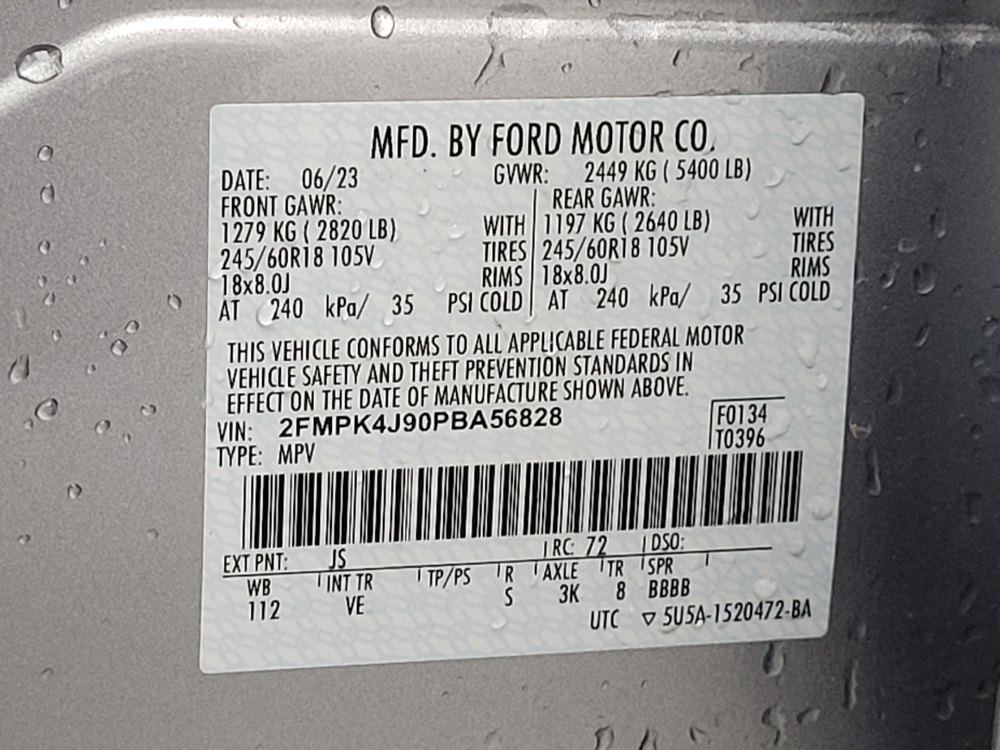 MFD. BY FORD MOTOR CO.
DATE: 06/23 GVWR: 2449 KG ( 5400 LB)
FRONT GAWR: REAR GAWR:
1279 KG ( 2820 LB) WITH 1197 KG ( 2640 LB) WITH
245/60R18 105V TIRES 245/60R18 105V TIRES
18x8.0J RIMS 18x8.0J RIMS
AT 240 kPa/ 35 PSI COLD AT 240 kPa/ 35 PSI COLD
THIS VEHICLE CONFORMS TO ALL APPLICABLE FEDERAL MOTOR
VEHICLE SAFETY AND THEFT PREVENTION STANDARDS IN
EFFECT ON THE DATE OF MANUFACTURE SHOWN ABOVE.
VIN: 2FMPK4J90PBA56828 F0134
TYPE: MPV T0396
EXT PNT: JS RC: 72 DSO:
WB INT TR TP/PS R AXLE TR SPR
112 VE S 3K 8 BBBB
UTC ▽ 5U5A-1520472-BA